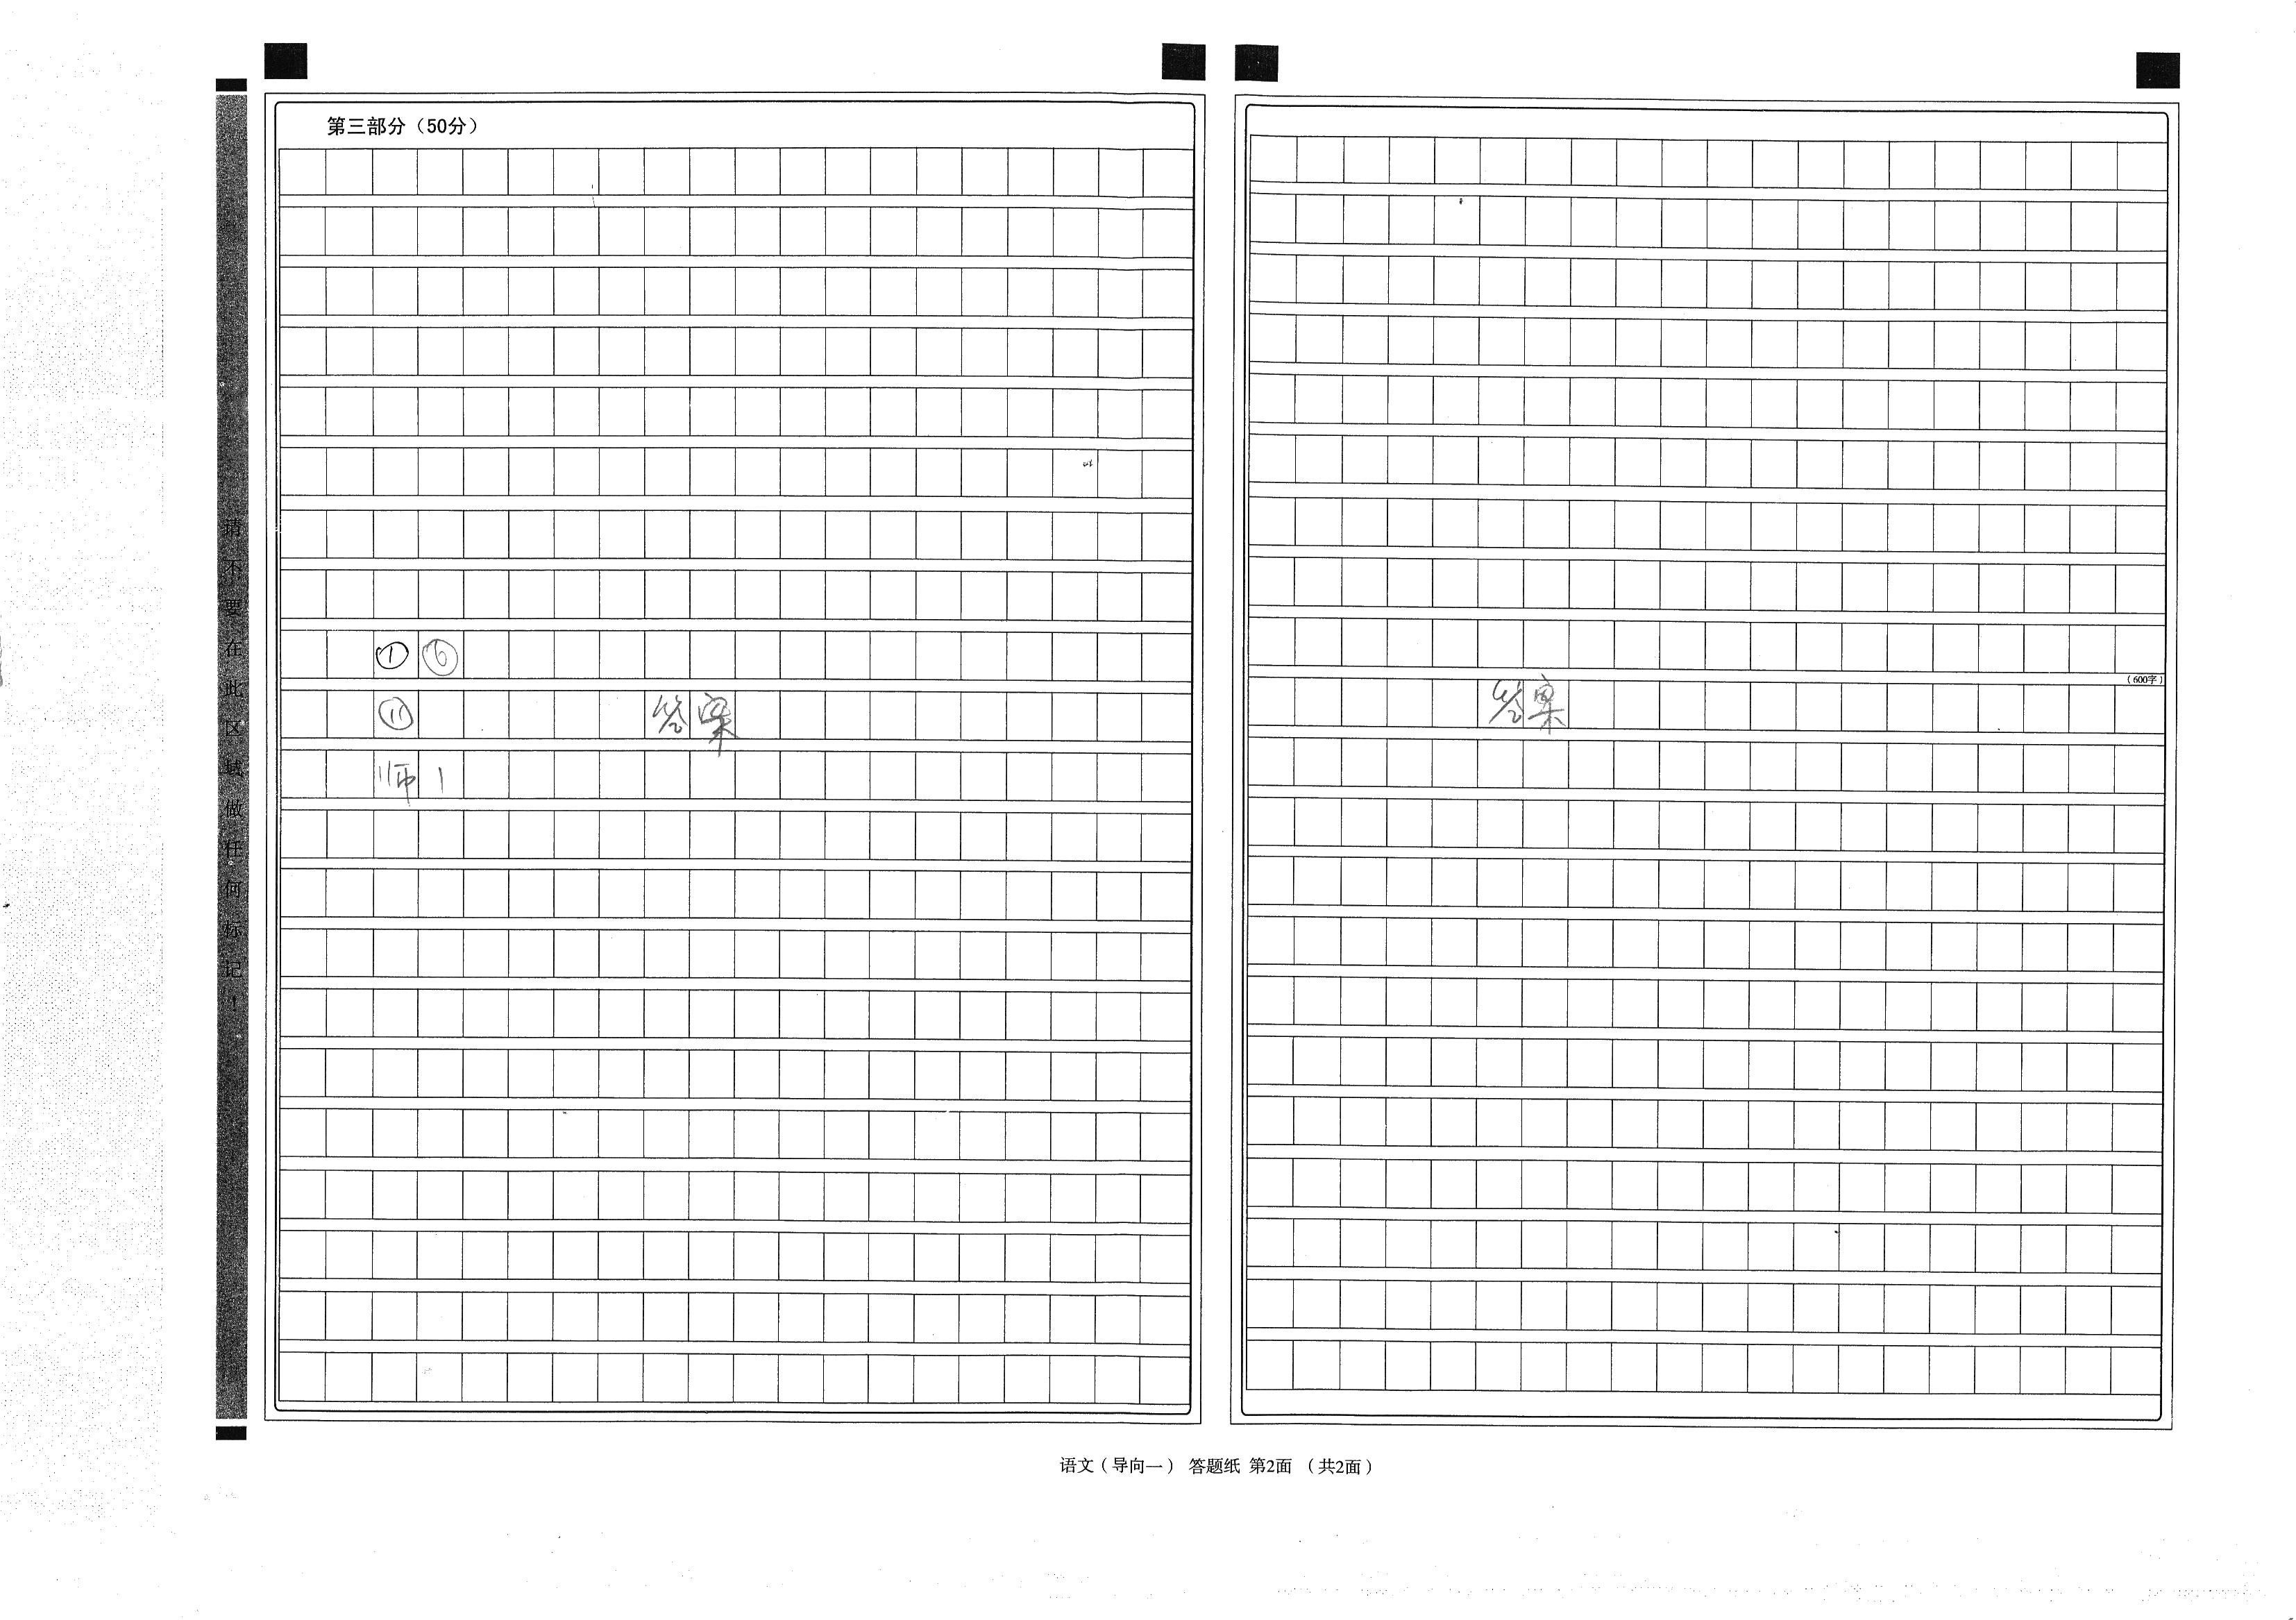 第三部分（50分）
① ⑥
⑪ 答案
师1
（600字）
答案
请不要在此区域做任何标记！
语文（导向一） 答题纸 第2面 （共2面）